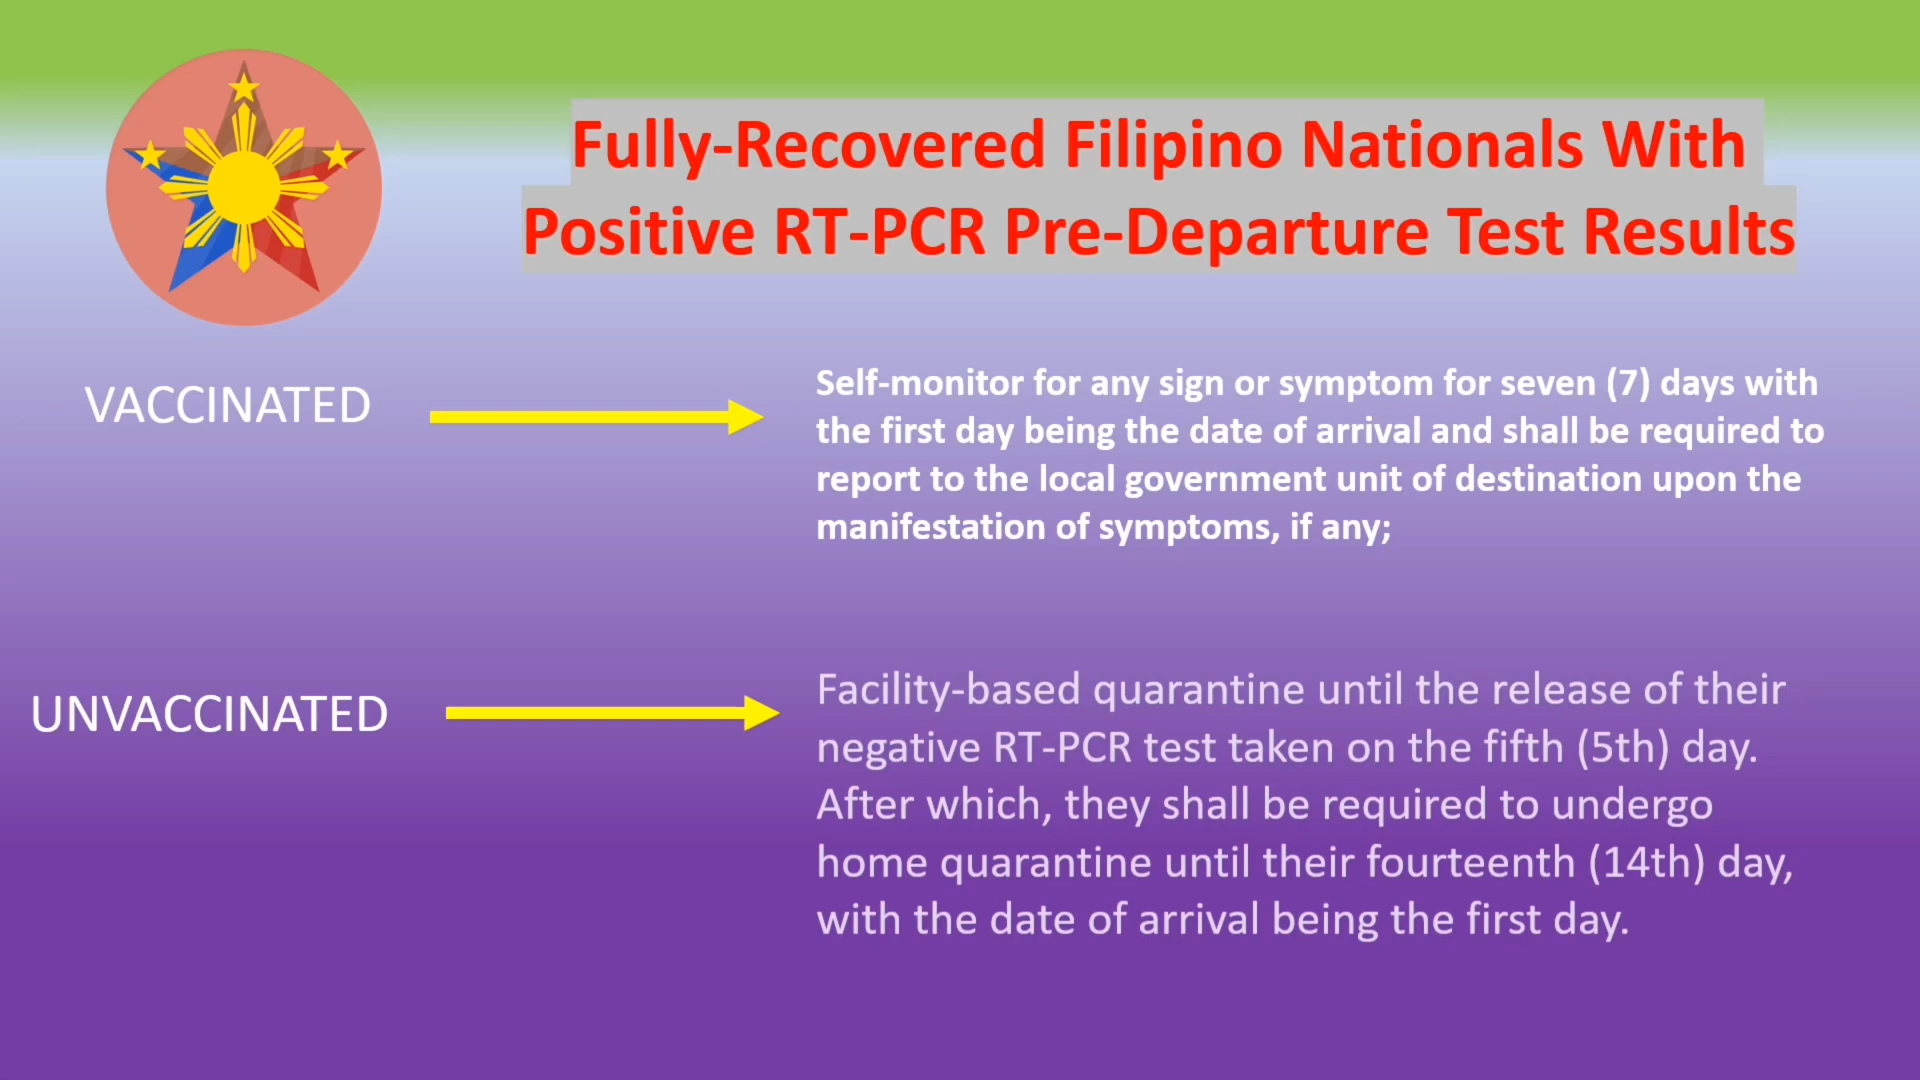 Fully-Recovered Filipino Nationals With
Positive RT-PCR Pre-Departure Test Results
VACCINATED
Self-monitor for any sign or symptom for seven (7) days with
the first day being the date of arrival and shall be required to
report to the local government unit of destination upon the
manifestation of symptoms, if any;
UNVACCINATED
Facility-based quarantine until the release of their
negative RT-PCR test taken on the fifth (5th) day.
After which, they shall be required to undergo
home quarantine until their fourteenth (14th) day,
with the date of arrival being the first day.